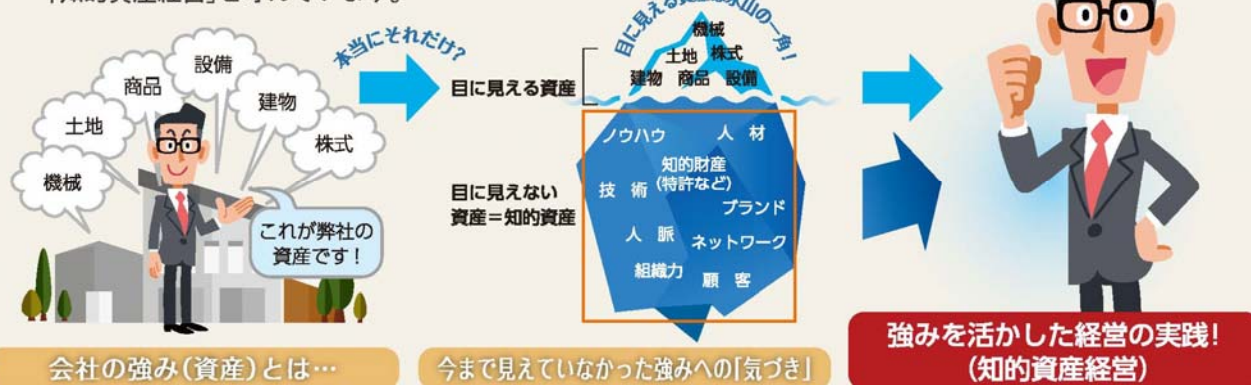 本当にそれだけ?
設備
商品
建物
土地
株式
機械
これが弊社の
資産です!
機械
土地 株式
建物 商品 設備
目に見える資産
ノウハウ 人 材
知的財産
(特許など)
技 術
ブランド
目に見えない
資産=知的資産
人 脈 ネットワーク
組織力 顧 客
会社の強み(資産)とは…
今まで見えていなかった強みへの「気づき」
強みを活かした経営の実践!
(知的資産経営)